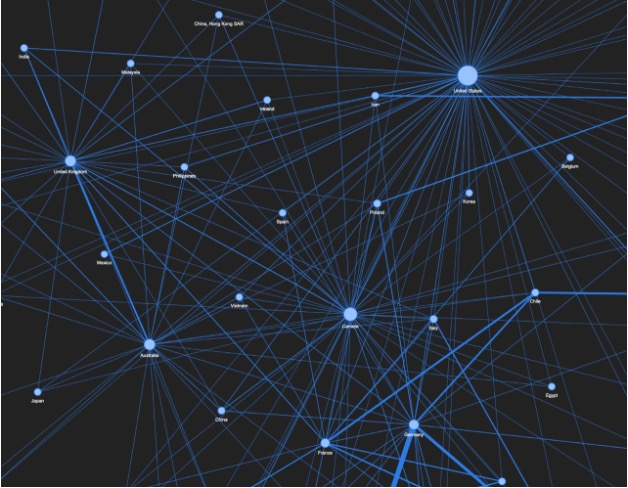 China, Hong Kong SAR
India
Malaysia
United States
Iran
Ireland
Belgium
United Kingdom
Philippines
Korea
Poland
Spain
Mexico
Chile
Vietnam
Canada
Italy
Australia
Egypt
Japan
China
Germany
France